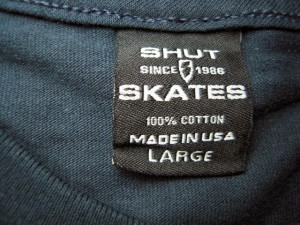 SHUT
SINCE 1986
SKATES
100% COTTON
MADE IN USA
LARGE